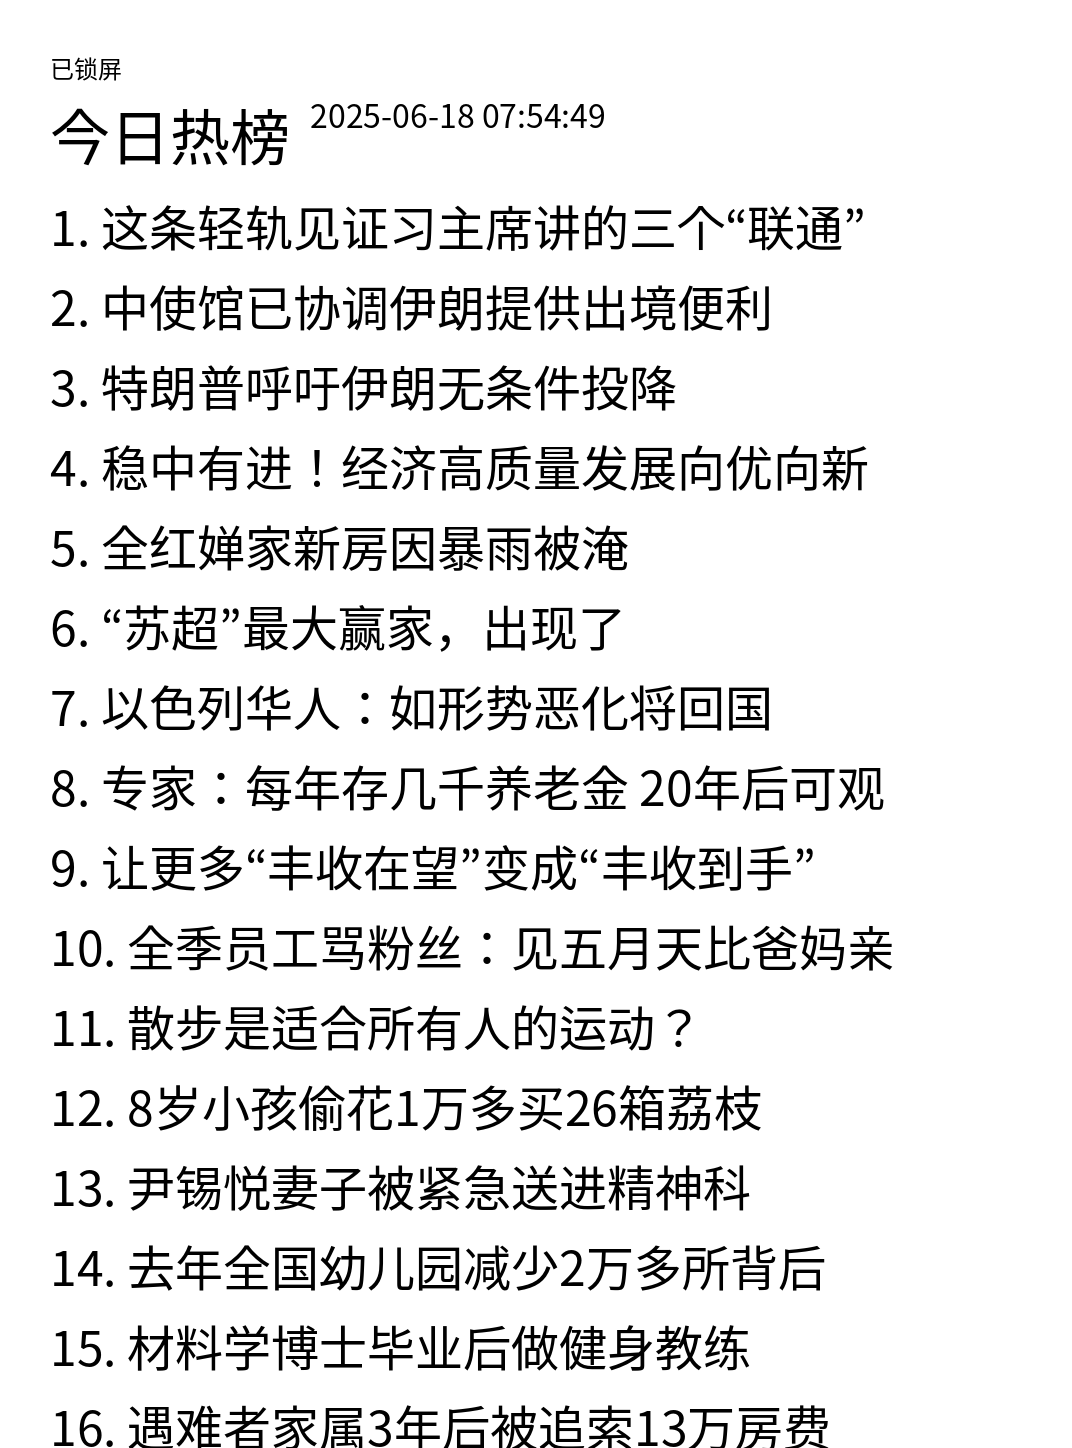 已锁屏
今日热榜 2025-06-18 07:54:49
1. 这条轻轨见证习主席讲的三个“联通”
2. 中使馆已协调伊朗提供出境便利
3. 特朗普呼吁伊朗无条件投降
4. 稳中有进！经济高质量发展向优向新
5. 全红婵家新房因暴雨被淹
6. “苏超”最大赢家，出现了
7. 以色列华人：如形势恶化将回国
8. 专家：每年存几千养老金 20年后可观
9. 让更多“丰收在望”变成“丰收到手”
10. 全季员工骂粉丝：见五月天比爸妈亲
11. 散步是适合所有人的运动？
12. 8岁小孩偷花1万多买26箱荔枝
13. 尹锡悦妻子被紧急送进精神科
14. 去年全国幼儿园减少2万多所背后
15. 材料学博士毕业后做健身教练
16. 遇难者家属3年后被追索13万房费